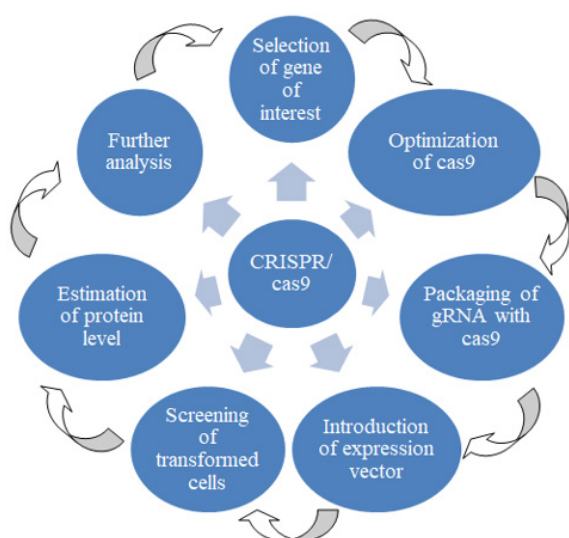 Selection
of gene
of
interest
Optimization
of cas9
Packaging of
gRNA with
cas9
Introduction
of expression
vector
Screening
of
transformed
cells
Estimation
of protein
level
Further
analysis
CRISPR/
cas9